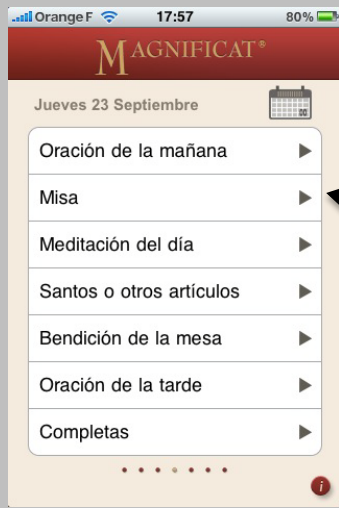 Orange F 17:57 80%
MAGNIFICAT®
Jueves 23 Septiembre
Oración de la mañana
Misa
Meditación del día
Santos o otros artículos
Bendición de la mesa
Oración de la tarde
Completas
i